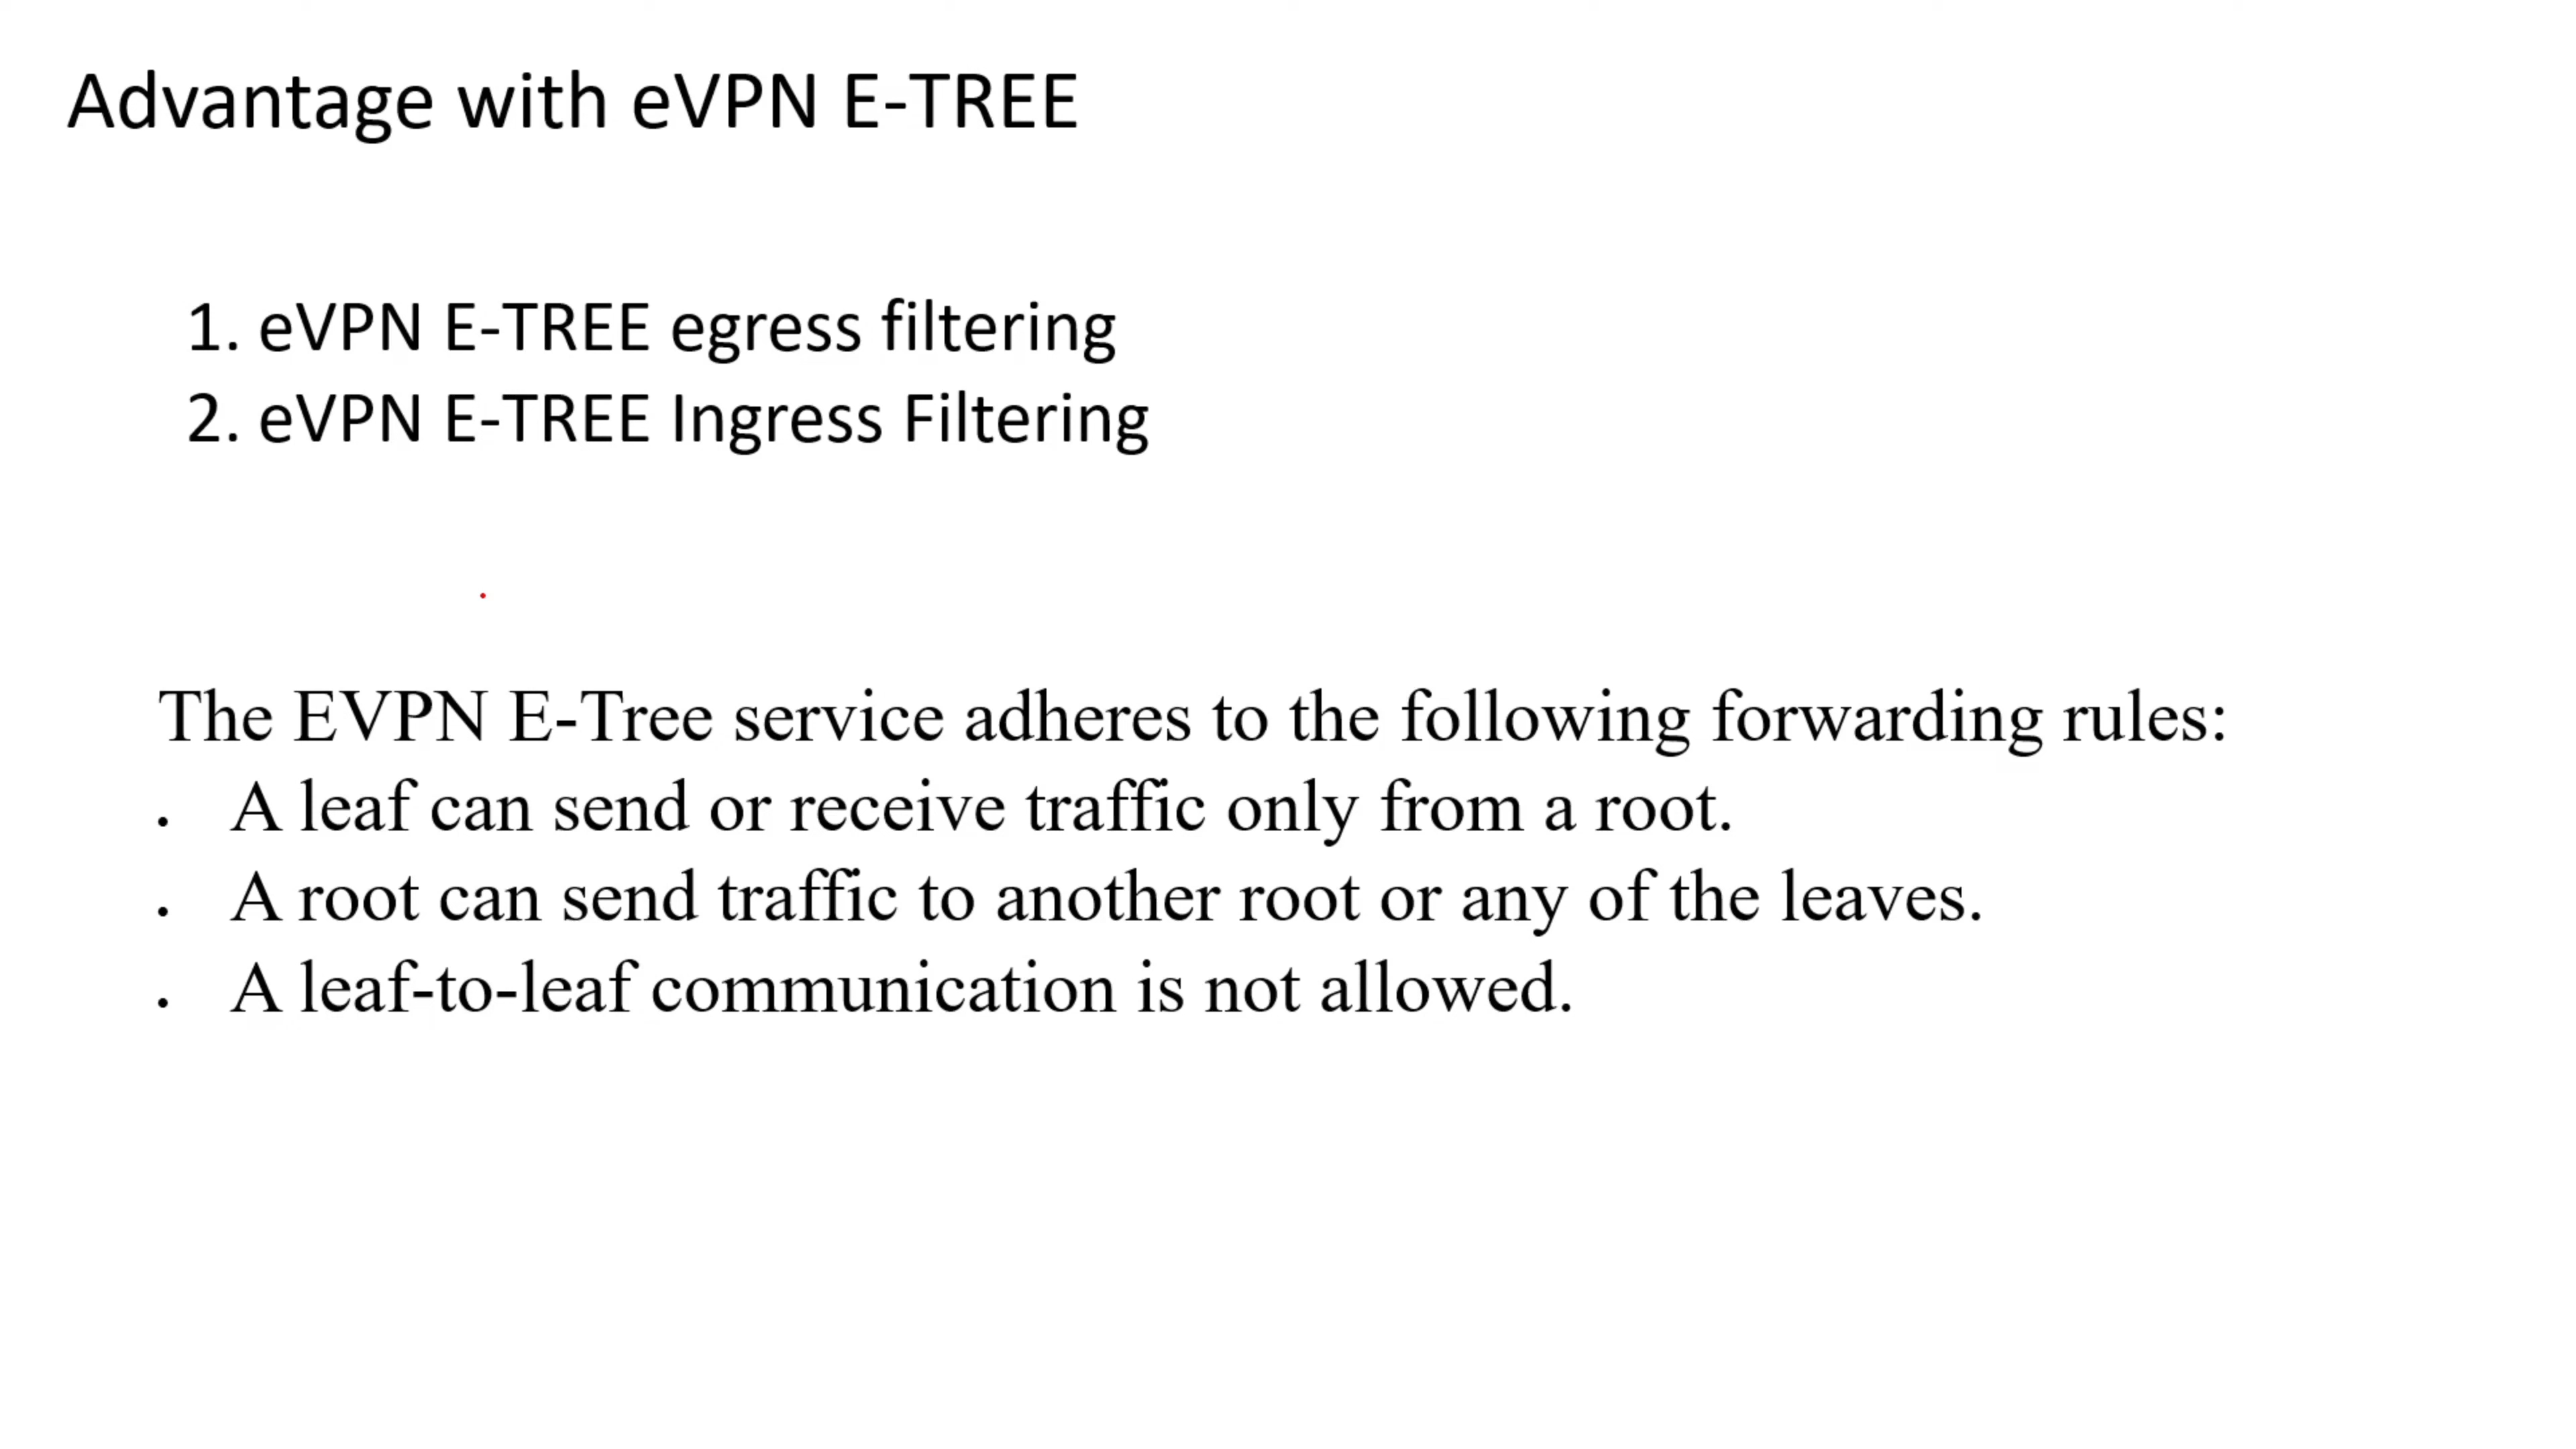 Advantage with eVPN E-TREE
1. eVPN E-TREE egress filtering
2. eVPN E-TREE Ingress Filtering
The EVPN E-Tree service adheres to the following forwarding rules:
• A leaf can send or receive traffic only from a root.
• A root can send traffic to another root or any of the leaves.
• A leaf-to-leaf communication is not allowed.